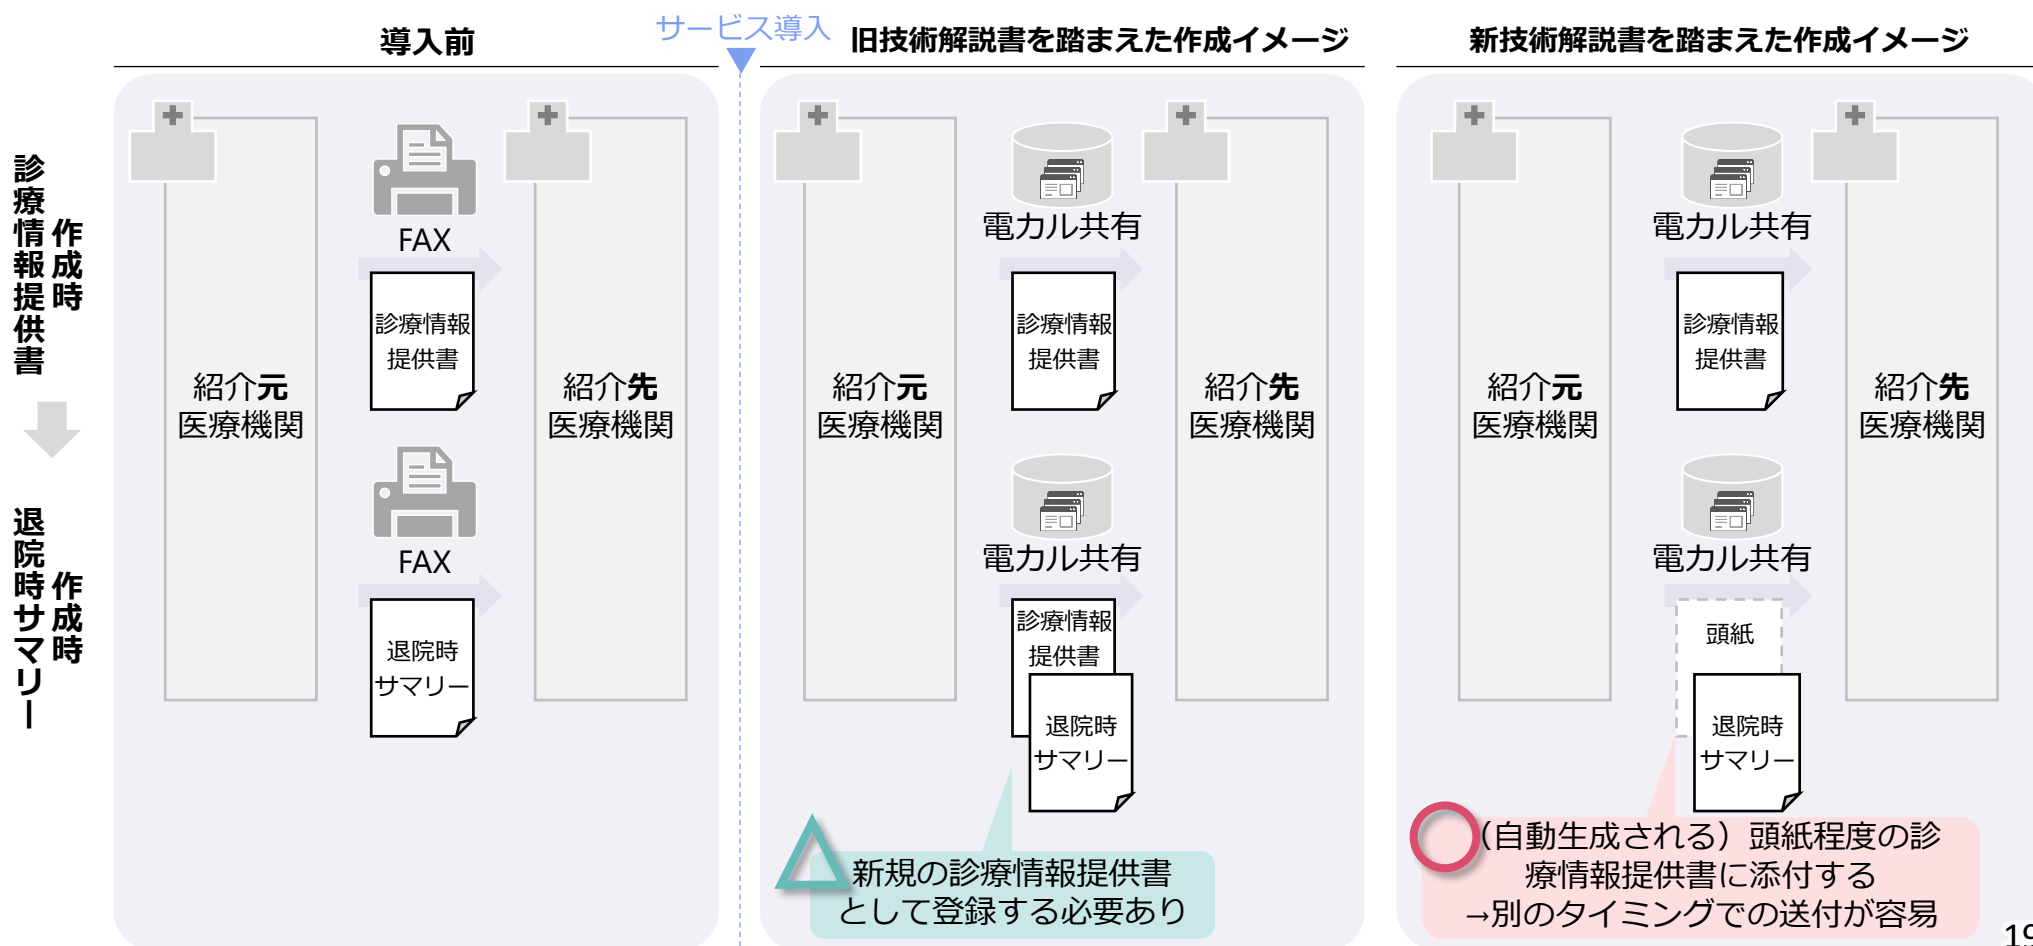 導入前
サービス導入
旧技術解説書を踏まえた作成イメージ
新技術解説書を踏まえた作成イメージ
診療情報提供書
作成時
退院時サマリー
作成時
紹介元
医療機関
FAX
診療情報
提供書
FAX
退院時
サマリー
紹介先
医療機関
紹介元
医療機関
電カル共有
診療情報
提供書
電カル共有
診療情報
提供書
退院時
サマリー
紹介先
医療機関
新規の診療情報提供書
として登録する必要あり
紹介元
医療機関
電カル共有
診療情報
提供書
電カル共有
頭紙
退院時
サマリー
紹介先
医療機関
（自動生成される）頭紙程度の診
療情報提供書に添付する
→別のタイミングでの送付が容易
19